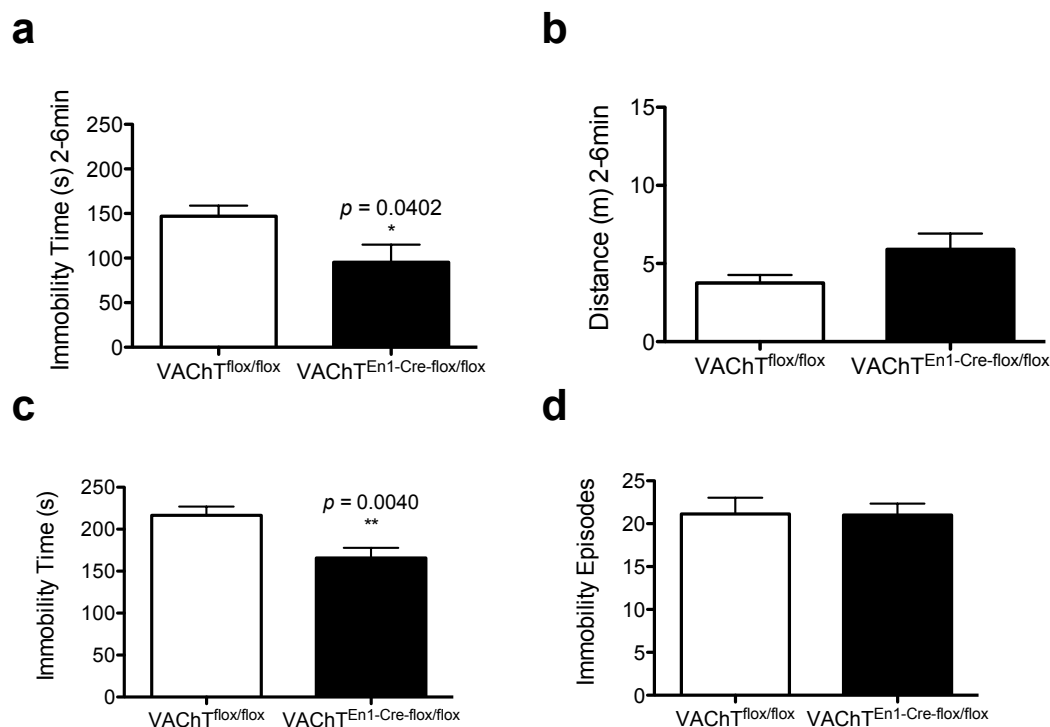 a
Immobility Time (s) 2-6min
250
200
150
100
50
0
p = 0.0402
*
VAChTflox/flox
VAChTEn1-Cre-flox/flox
b
Distance (m) 2-6min
15
10
5
0
VAChTflox/flox
VAChTEn1-Cre-flox/flox
c
Immobility Time (s)
250
200
150
100
50
0
p = 0.0040
**
VAChTflox/flox
VAChTEn1-Cre-flox/flox
d
Immobility Episodes
25
20
15
10
5
0
VAChTflox/flox
VAChTEn1-Cre-flox/flox